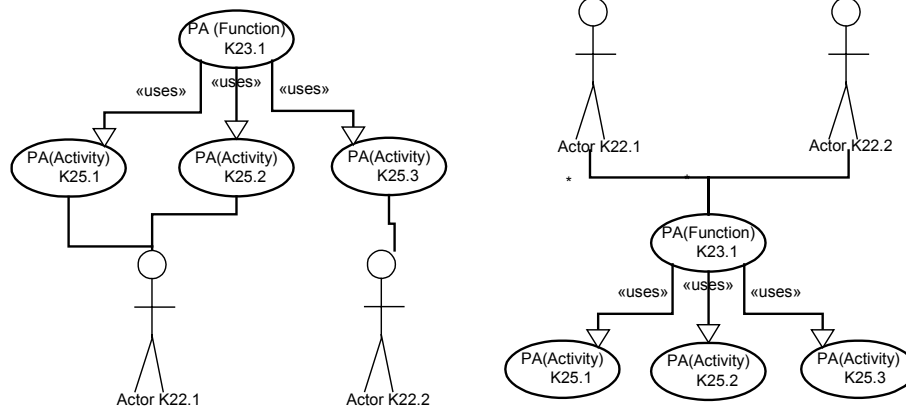 PA (Function)
K23.1
«uses»
«uses»
«uses»
PA(Activity)
K25.1
PA(Activity)
K25.2
PA(Activity)
K25.3
Actor K22.1
Actor K22.2
Actor K22.1
Actor K22.2
*
*
PA(Function)
K23.1
«uses»
«uses»
«uses»
PA(Activity)
K25.1
PA(Activity)
K25.2
PA(Activity)
K25.3